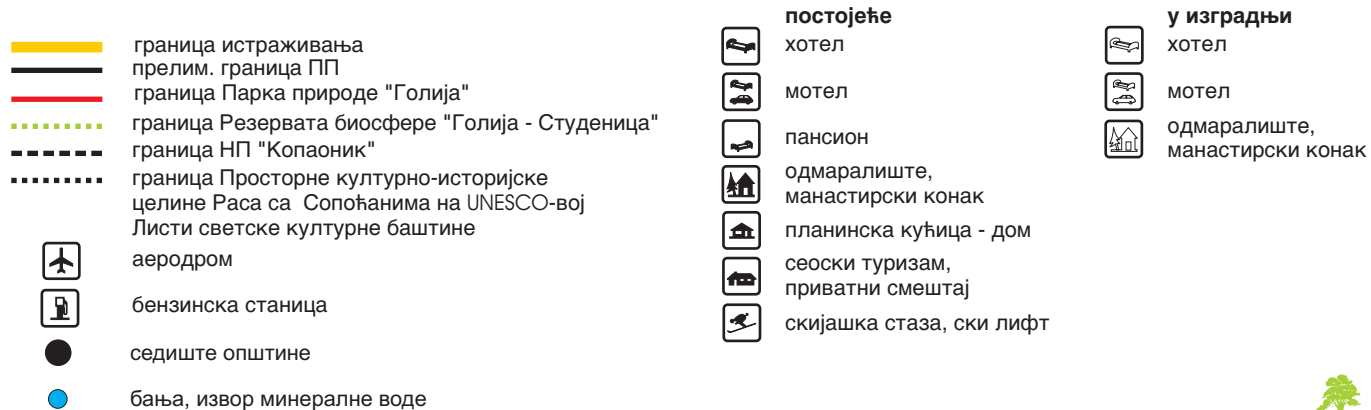 граница истраживања
прелим. граница ПП
граница Парка природе "Голија"
граница Резервата биосфере "Голија - Студеница"
граница НП "Копаоник"
граница Просторне културно-историјске
целине Раса са Сопоћанима на UNESCO-вој
Листи светске културне баштине
аеродром
бензинска станица
седиште општине
бања, извор минералне воде
постојеће
хотел
мотел
пансион
одмаралиште,
манастирски конак
планинска кућица - дом
сеоски туризам,
приватни смештај
скијашка стаза, ски лифт
у изградњи
хотел
мотел
одмаралиште,
манастирски конак